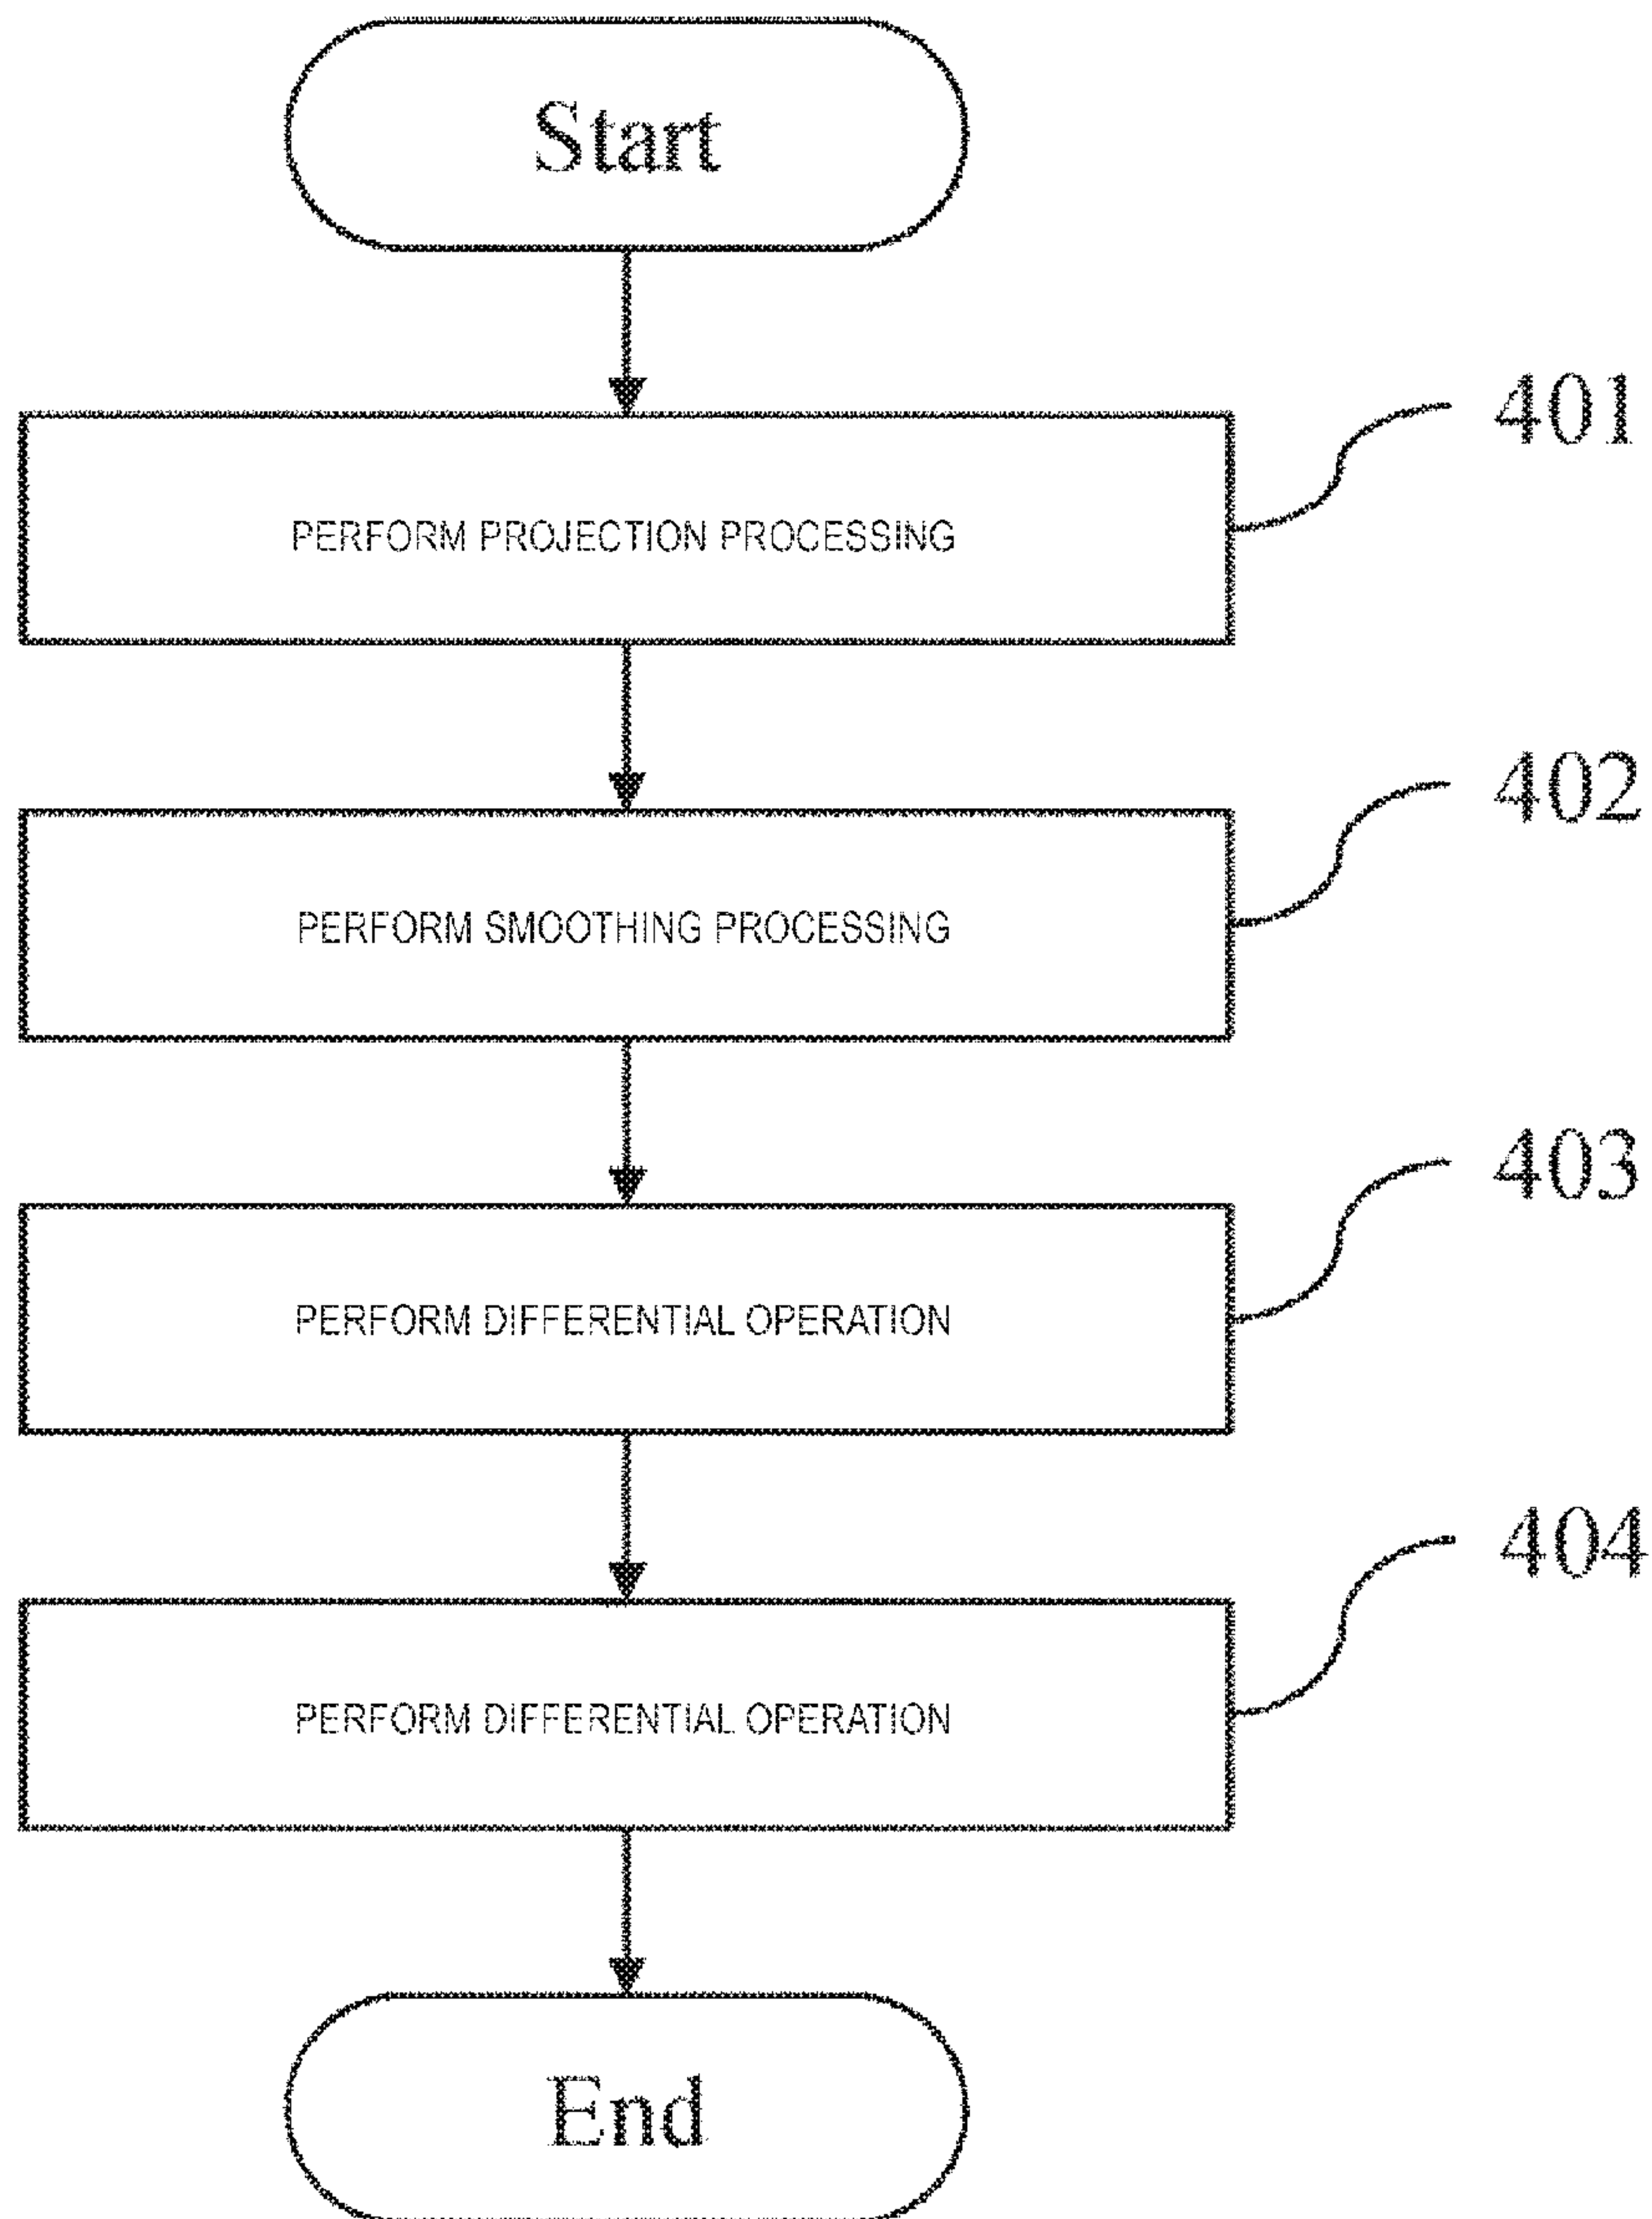 Start
401
PERFORM PROJECTION PROCESSING
402
PERFORM SMOOTHING PROCESSING
403
PERFORM DIFFERENTIAL OPERATION
404
PERFORM DIFFERENTIAL OPERATION
End